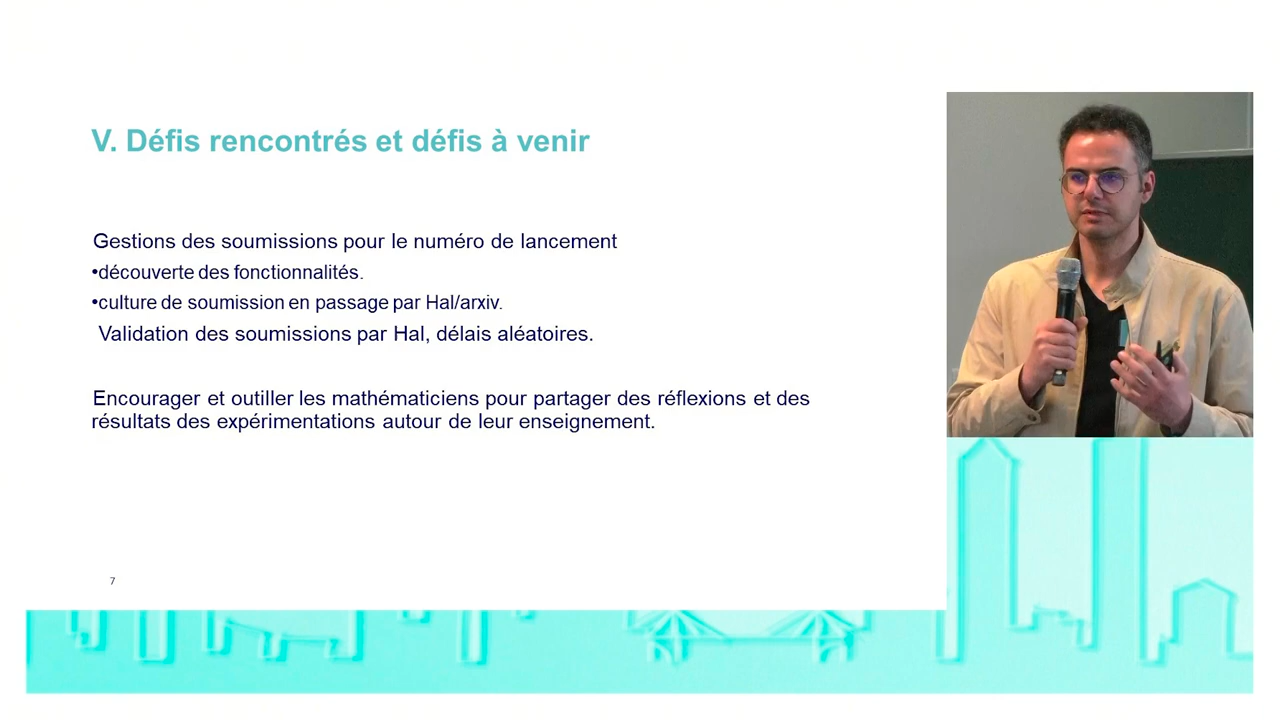 V. Défis rencontrés et défis à venir
Gestions des soumissions pour le numéro de lancement
•découverte des fonctionnalités.
•culture de soumission en passage par Hal/arxiv.
Validation des soumissions par Hal, délais aléatoires.
Encourager et outiller les mathématiciens pour partager des réflexions et des
résultats des expérimentations autour de leur enseignement.
7